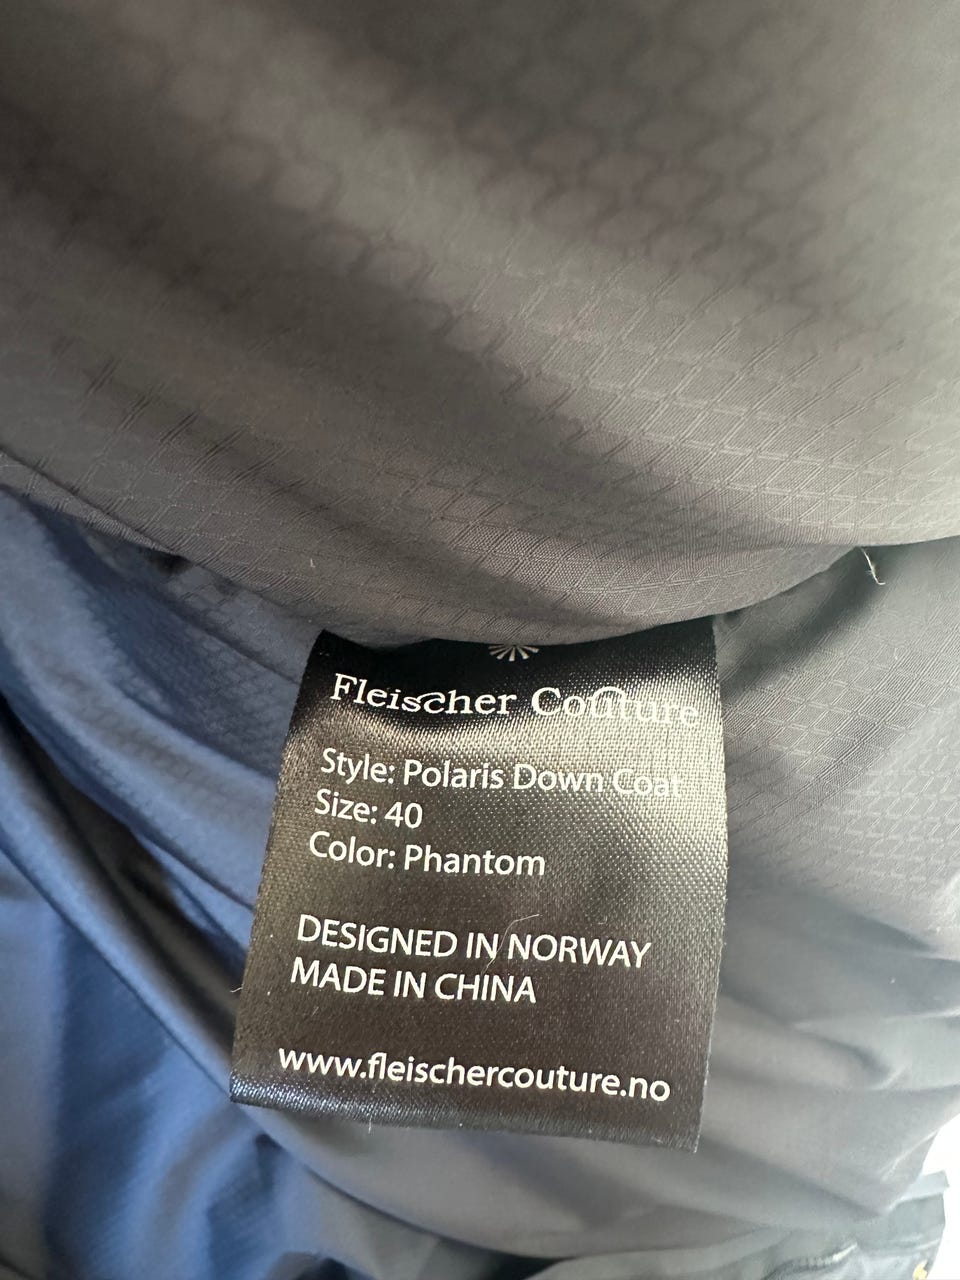 Fleischer Couture
Style: Polaris Down Coat
Size: 40
Color: Phantom
DESIGNED IN NORWAY
MADE IN CHINA
www.fleischercouture.no